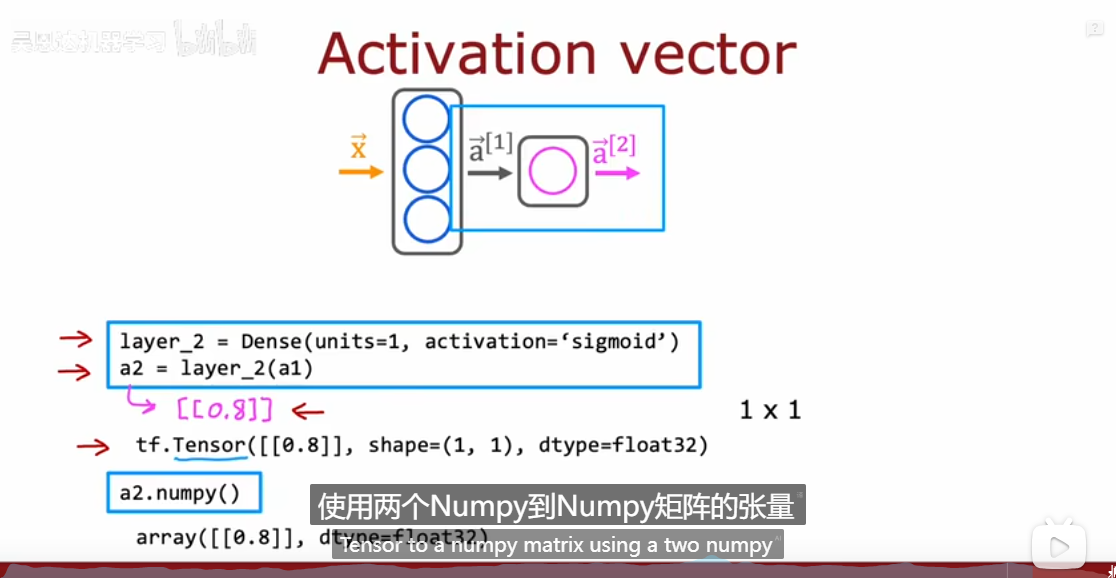 吴恩达机器学习 bilibili
Activation vector
x⃗
a⃗[1]
a⃗[2]
layer_2 = Dense(units=1, activation=‘sigmoid’)
a2 = layer_2(a1)
[[0.8]]
1 x 1
tf.Tensor([[0.8]], shape=(1, 1), dtype=float32)
a2.numpy()
使用两个Numpy到Numpy矩阵的张量
array([[0.8]], dtype=float32)
Tensor to a numpy matrix using a two numpy